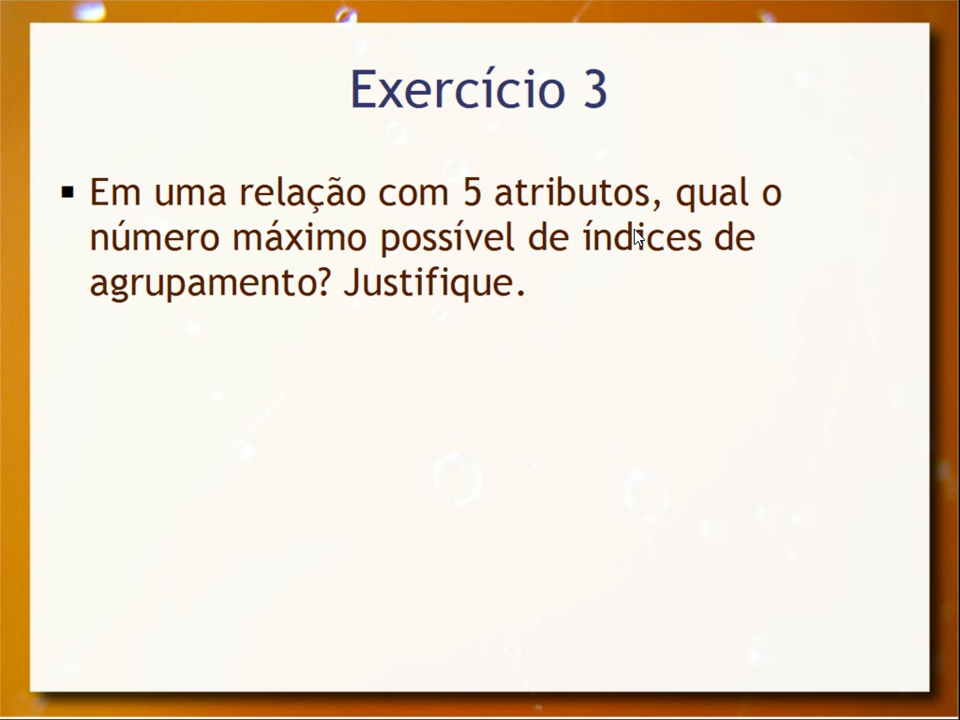 Exercício 3
▪ Em uma relação com 5 atributos, qual o
número máximo possível de índices de
agrupamento? Justifique.